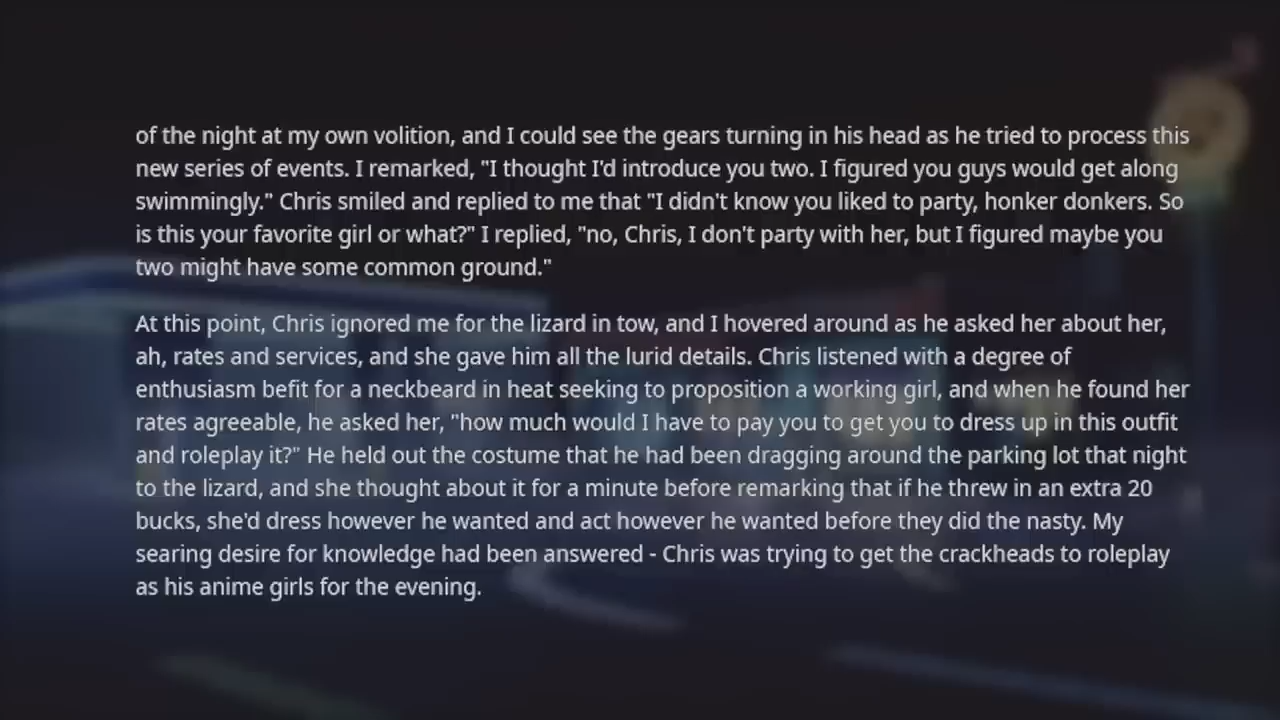 of the night at my own volition, and I could see the gears turning in his head as he tried to process this
new series of events. I remarked, "I thought I'd introduce you two. I figured you guys would get along
swimmingly." Chris smiled and replied to me that "I didn't know you liked to party, honker donkers. So
is this your favorite girl or what?" I replied, "no, Chris, I don't party with her, but I figured maybe you
two might have some common ground."
At this point, Chris ignored me for the lizard in tow, and I hovered around as he asked her about her,
ah, rates and services, and she gave him all the lurid details. Chris listened with a degree of
enthusiasm befit for a neckbeard in heat seeking to proposition a working girl, and when he found her
rates agreeable, he asked her, "how much would I have to pay you to get you to dress up in this outfit
and roleplay it?" He held out the costume that he had been dragging around the parking lot that night
to the lizard, and she thought about it for a minute before remarking that if he threw in an extra 20
bucks, she'd dress however he wanted and act however he wanted before they did the nasty. My
searing desire for knowledge had been answered - Chris was trying to get the crackheads to roleplay
as his anime girls for the evening.